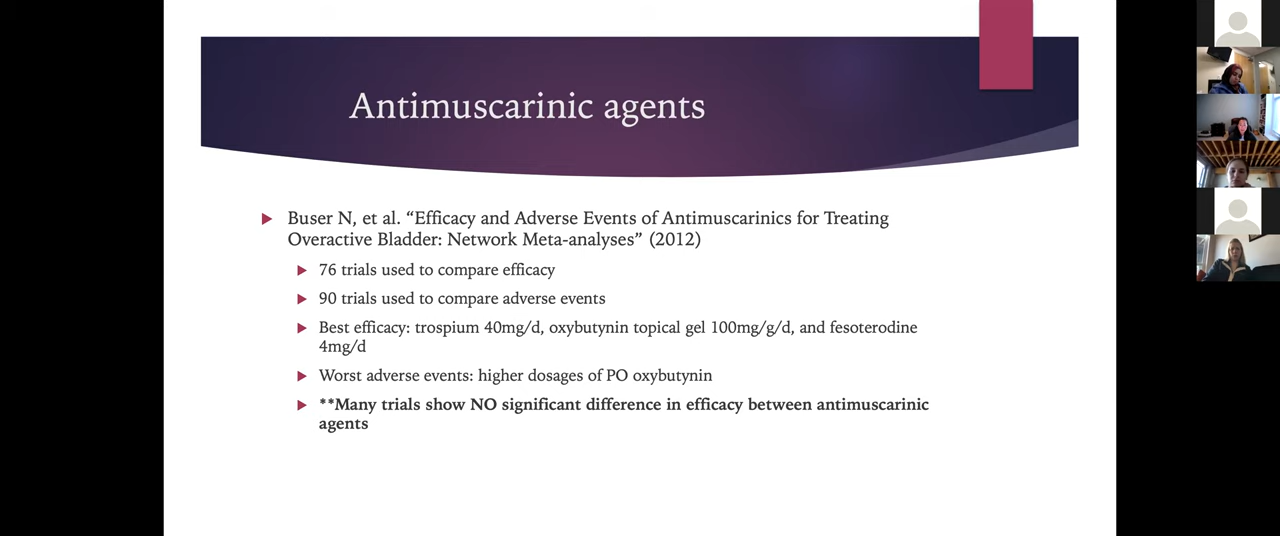 Antimuscarinic agents
Buser N, et al. “Efficacy and Adverse Events of Antimuscarinics for Treating
Overactive Bladder: Network Meta-analyses” (2012)
76 trials used to compare efficacy
90 trials used to compare adverse events
Best efficacy: trospium 40mg/d, oxybutynin topical gel 100mg/g/d, and fesoterodine
4mg/d
Worst adverse events: higher dosages of PO oxybutynin
**Many trials show NO significant difference in efficacy between antimuscarinic
agents